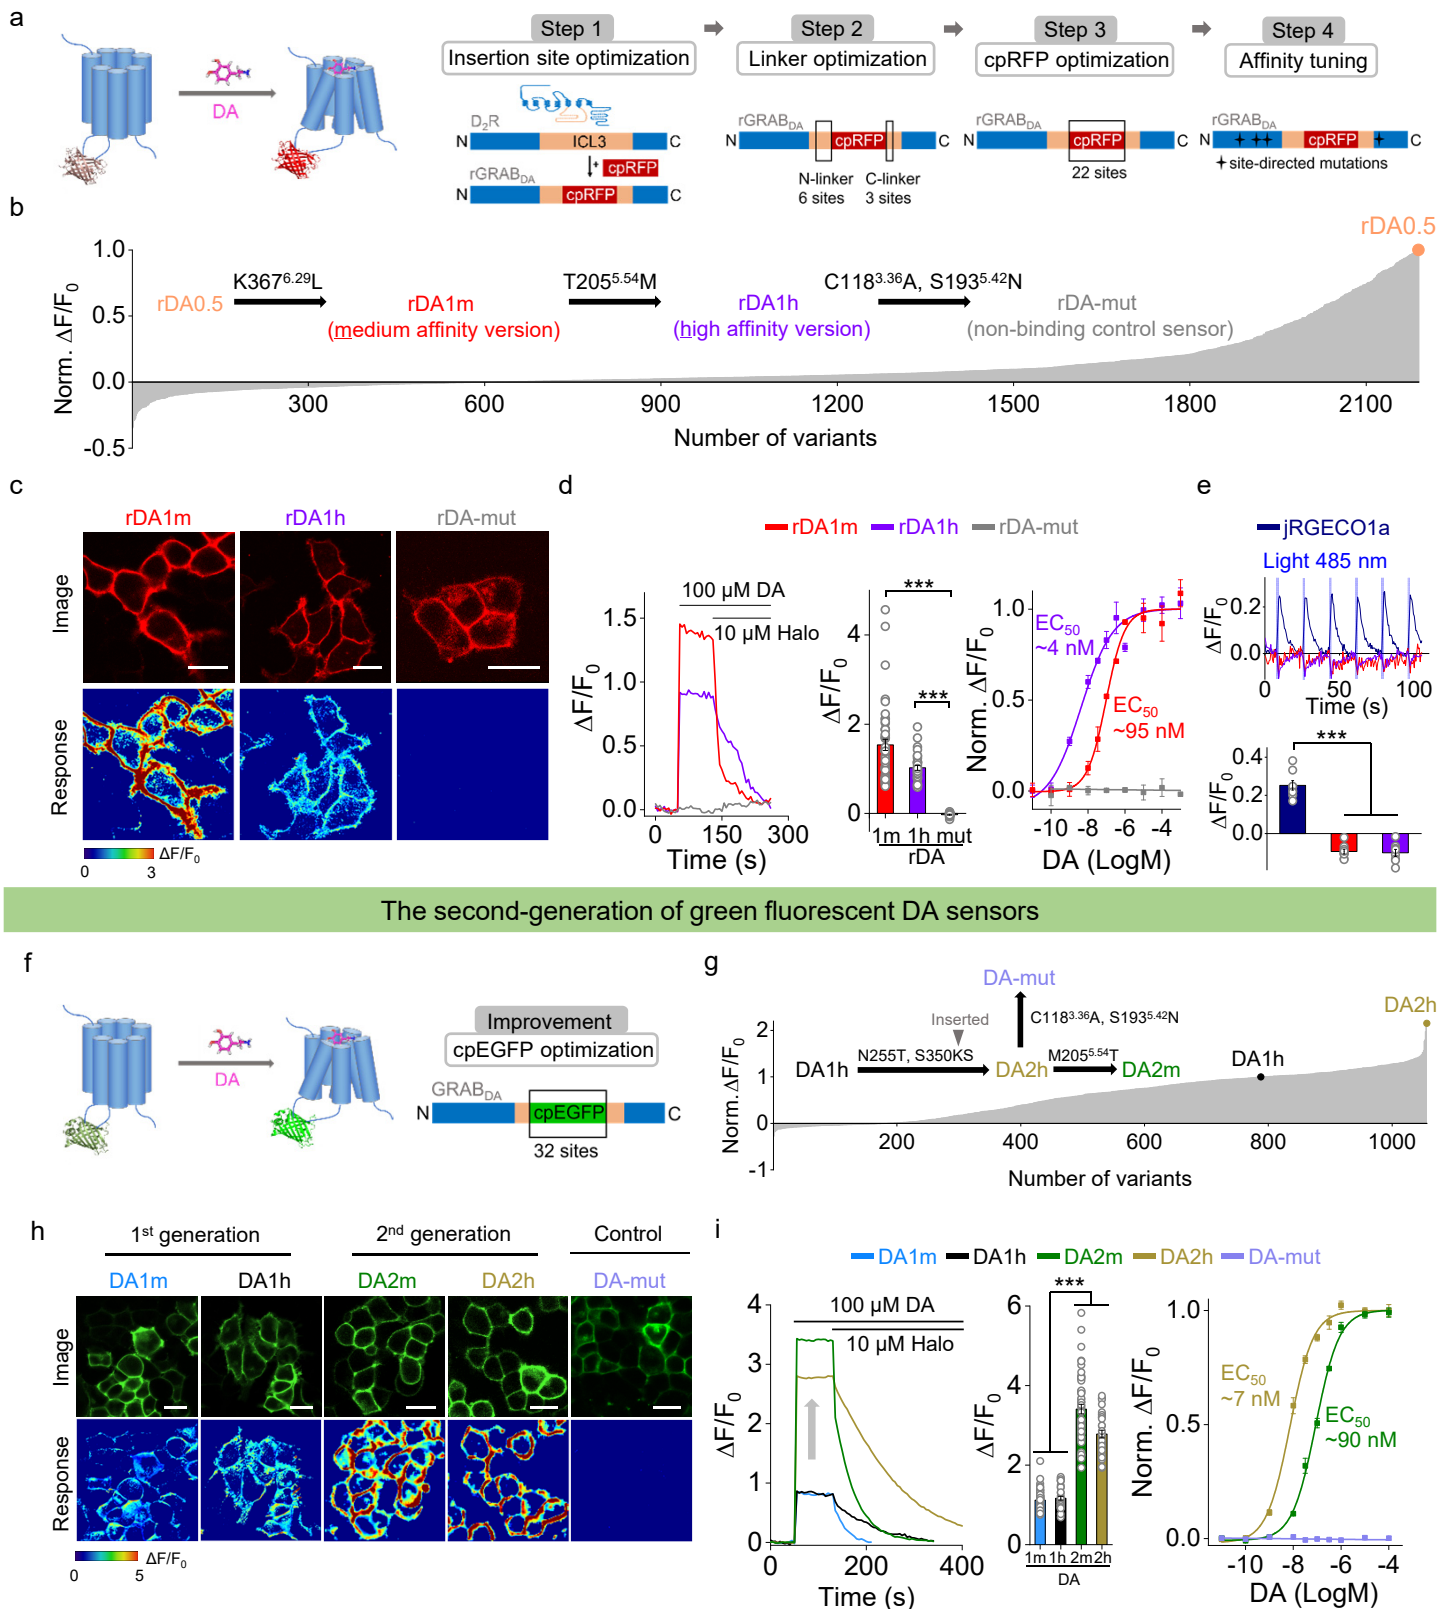 a
DA
Step 1
Insertion site optimization
D2R
N
ICL3
C
+
cpRFP
rGRABDA
N
cpRFP
C
Step 2
Linker optimization
rGRABDA
N
cpRFP
C
N-linker
6 sites
C-linker
3 sites
Step 3
cpRFP optimization
rGRABDA
N
cpRFP
C
22 sites
Step 4
Affinity tuning
rGRABDA
N
cpRFP
C
site-directed mutations
b
Norm. ΔF/F0
1.0
0.5
0.0
-0.5
rDA0.5
K367^6.29L
rDA1m
(medium affinity version)
T205^5.54M
rDA1h
(high affinity version)
C118^3.36A, S193^5.42N
rDA-mut
(non-binding control sensor)
rDA0.5
300 600 900 1200 1500 1800 2100
Number of variants
c
rDA1m rDA1h rDA-mut
Image
Response
ΔF/F0
0 3
d
rDA1m rDA1h rDA-mut
ΔF/F0
1.5
1.0
0.5
0.0
100 µM DA
10 µM Halo
0 150 300
Time (s)
ΔF/F0
4
2
0
***
***
1m 1h mut
rDA
Norm. ΔF/F0
1.0
0.5
0.0
EC50
~4 nM
EC50
~95 nM
-10 -8 -6 -4
DA (LogM)
e
jRGECO1a
Light 485 nm
ΔF/F0
0.2
0.0
0 50 100
Time (s)
ΔF/F0
0.4
0.2
0.0
***
The second-generation of green fluorescent DA sensors
f
DA
Improvement
cpEGFP optimization
GRABDA
N
cpEGFP
C
32 sites
g
Norm.ΔF/F0
2
1
0
-1
DA-mut
C118^3.36A, S193^5.42N
Inserted
DA1h
N255T, S350KS
DA2h
M205^5.54T
DA2m
DA1h
DA2h
200 400 600 800 1000
Number of variants
h
1st generation
2nd generation
Control
DA1m DA1h DA2m DA2h DA-mut
Image
Response
ΔF/F0
0 5
i
DA1m DA1h DA2m DA2h DA-mut
ΔF/F0
4
3
2
1
0
100 µM DA
10 µM Halo
0 200 400
Time (s)
ΔF/F0
6
4
2
0
***
1m 1h 2m 2h
DA
Norm. ΔF/F0
1.0
0.5
0.0
EC50
~7 nM
EC50
~90 nM
-10 -8 -6 -4
DA (LogM)